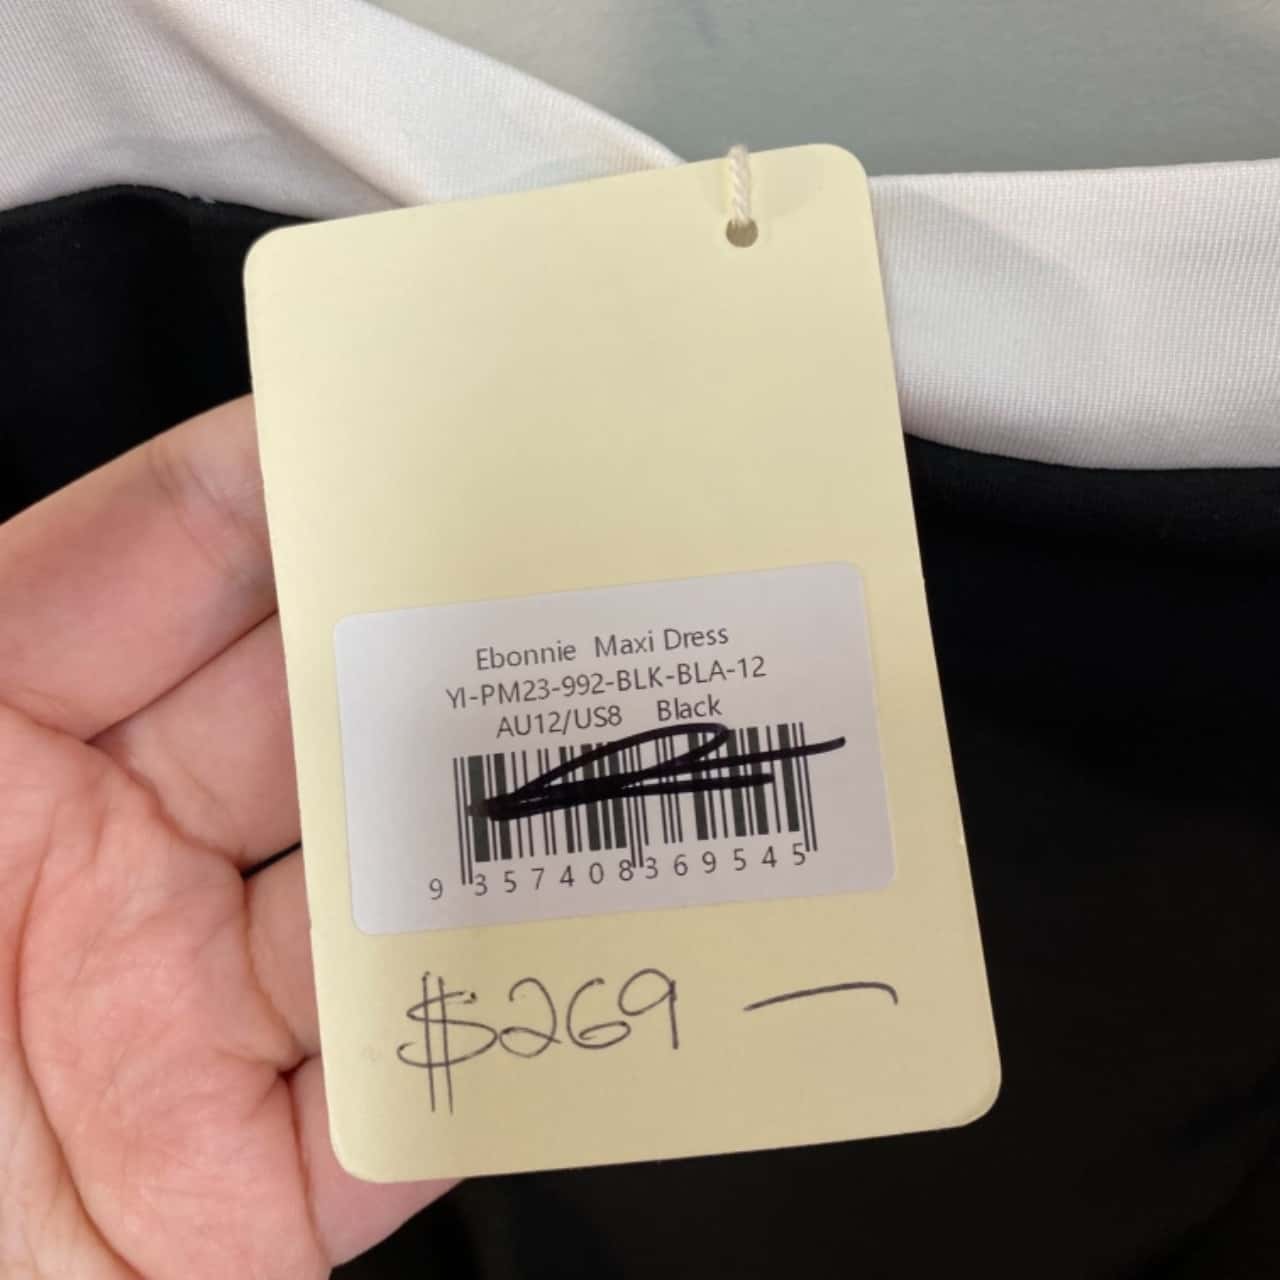 Ebonnie Maxi Dress
YI-PM23-992-BLK-BLA-12
AU12/US8 Black
9 357408 369545
$269 —